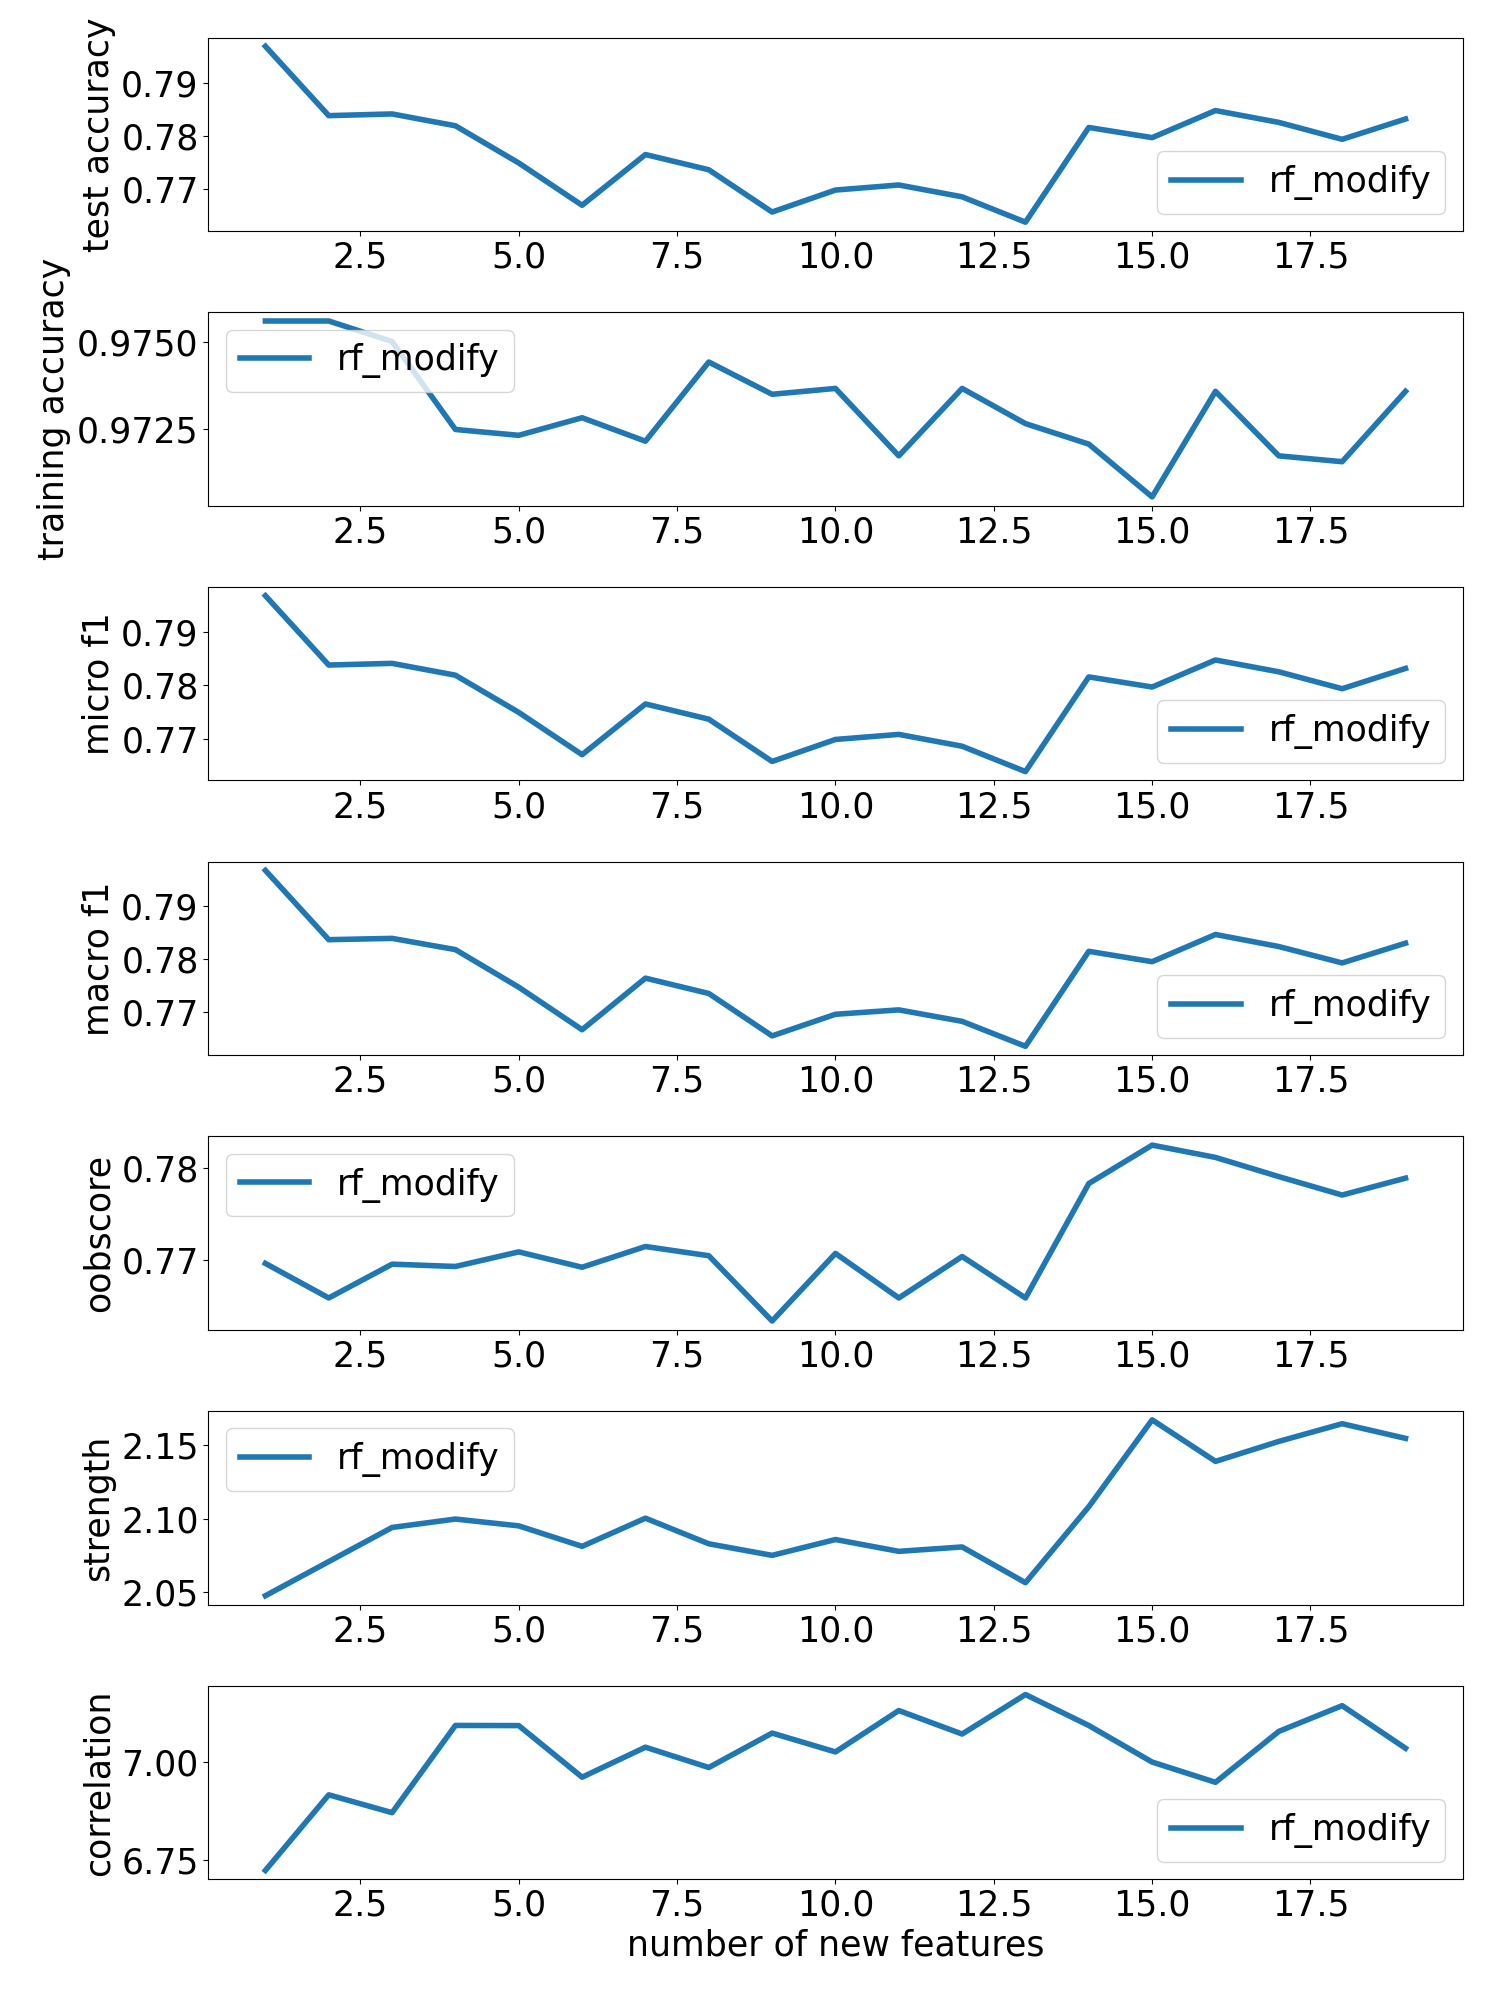 test accuracy
0.79
0.78
0.77
rf_modify
2.5 5.0 7.5 10.0 12.5 15.0 17.5
training accuracy
0.9750
0.9725
rf_modify
2.5 5.0 7.5 10.0 12.5 15.0 17.5
micro f1
0.79
0.78
0.77
rf_modify
2.5 5.0 7.5 10.0 12.5 15.0 17.5
macro f1
0.79
0.78
0.77
rf_modify
2.5 5.0 7.5 10.0 12.5 15.0 17.5
oobscore
0.78
0.77
rf_modify
2.5 5.0 7.5 10.0 12.5 15.0 17.5
strength
2.15
2.10
2.05
rf_modify
2.5 5.0 7.5 10.0 12.5 15.0 17.5
correlation
7.00
6.75
rf_modify
2.5 5.0 7.5 10.0 12.5 15.0 17.5
number of new features